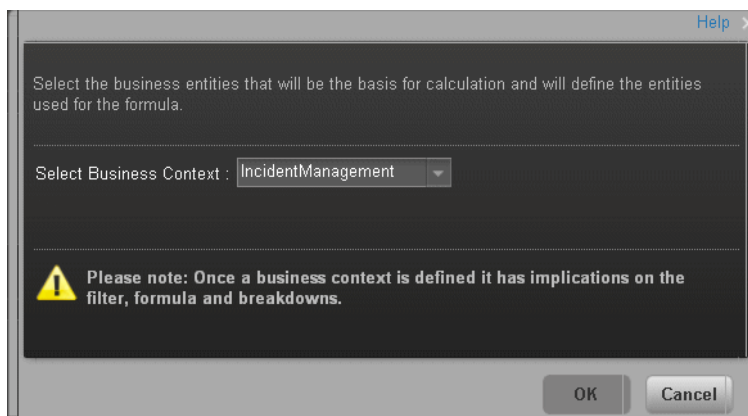 Help
Select the business entities that will be the basis for calculation and will define the entities
used for the formula.
Select Business Context : IncidentManagement
Please note: Once a business context is defined it has implications on the
filter, formula and breakdowns.
OK Cancel